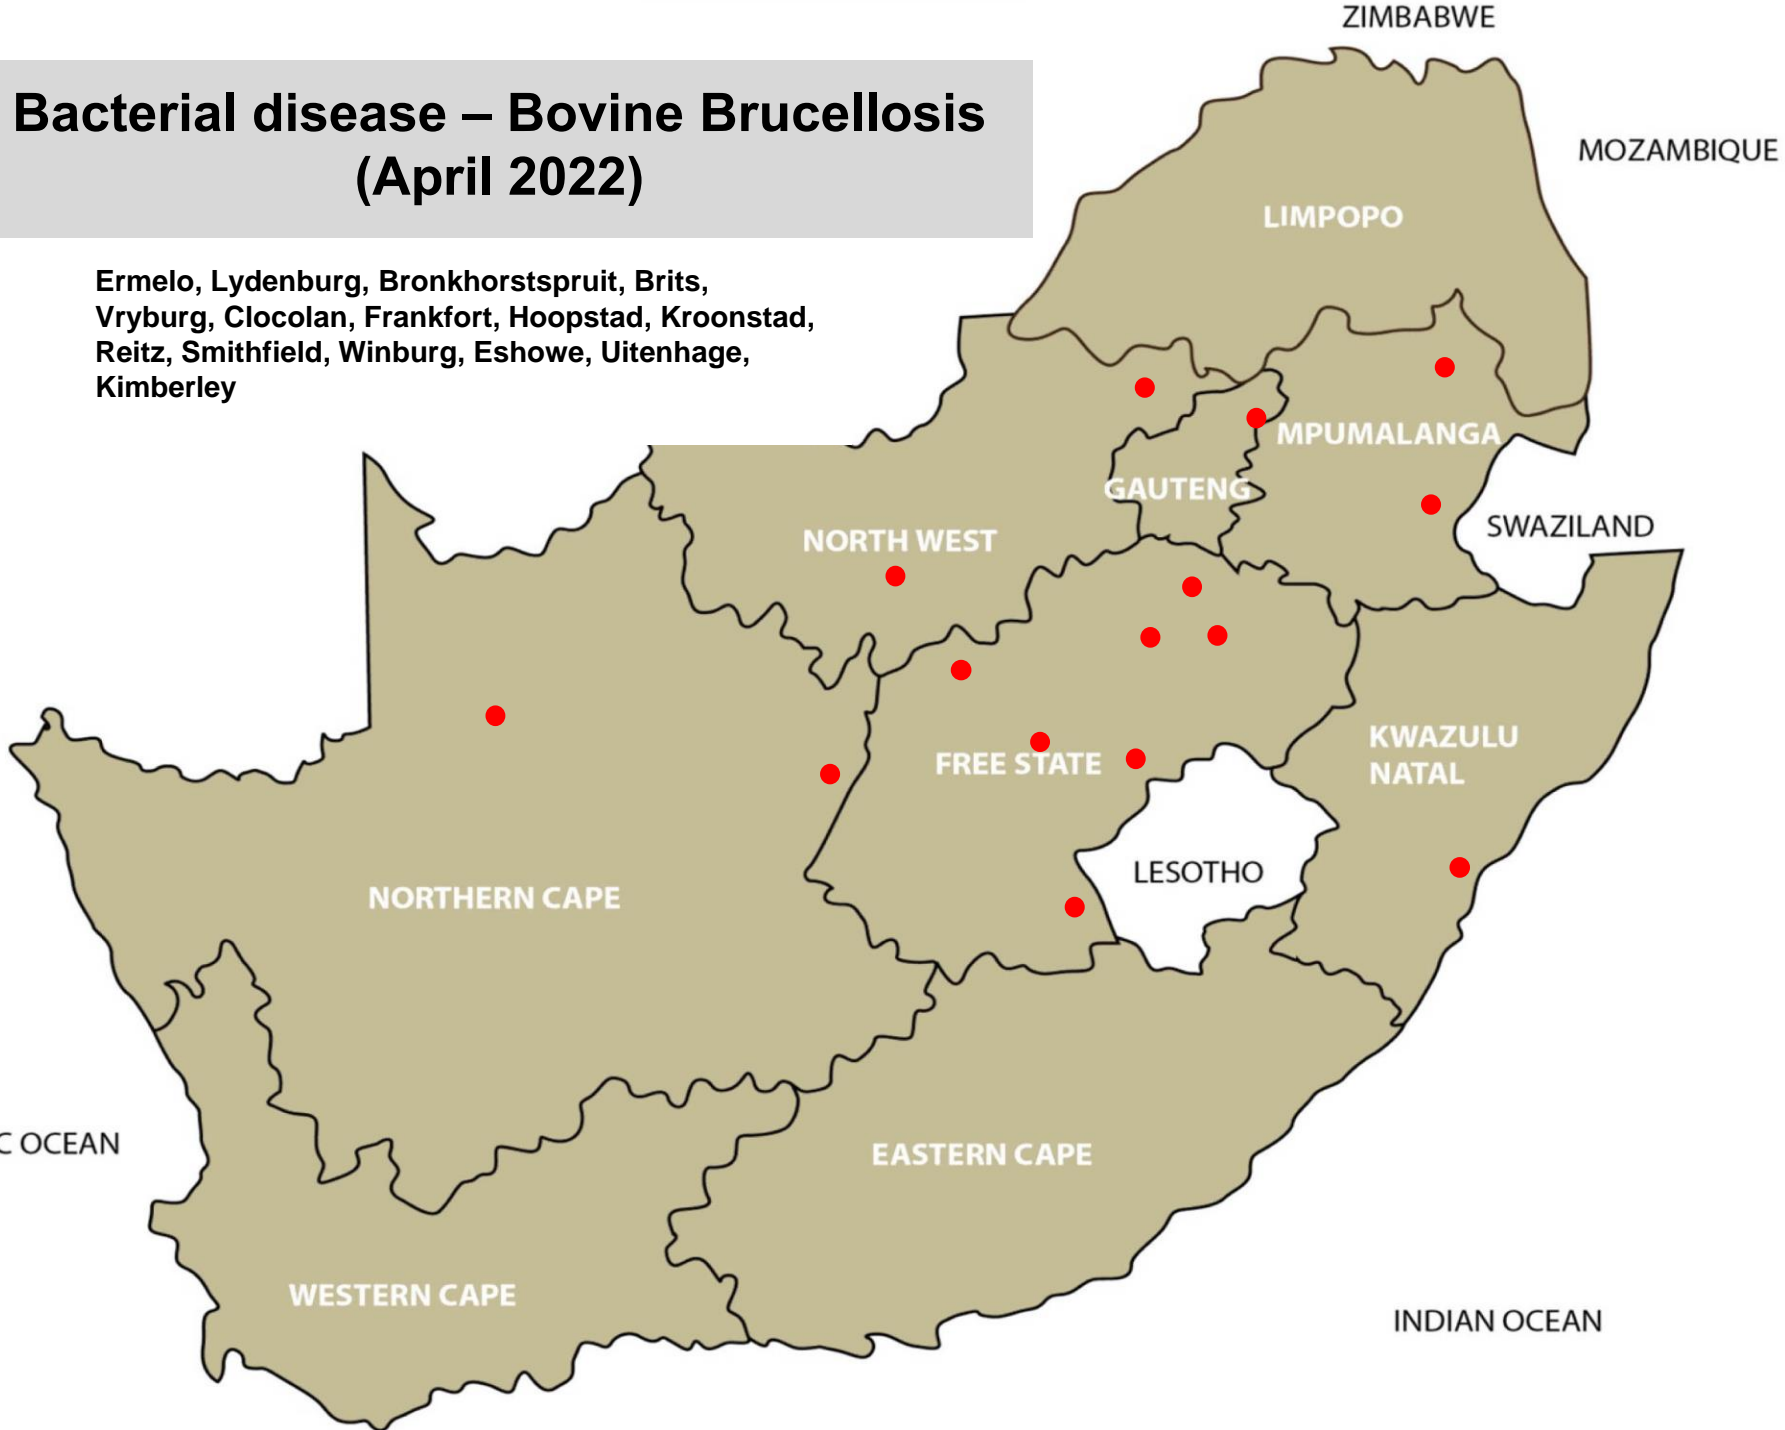 ZIMBABWE
Bacterial disease – Bovine Brucellosis
(April 2022)
MOZAMBIQUE
LIMPOPO
Ermelo, Lydenburg, Bronkhorstspruit, Brits,
Vryburg, Clocolan, Frankfort, Hoopstad, Kroonstad,
Reitz, Smithfield, Winburg, Eshowe, Uitenhage,
Kimberley
MPUMALANGA
GAUTENG
SWAZILAND
NORTH WEST
KWAZULU
NATAL
FREE STATE
LESOTHO
NORTHERN CAPE
C OCEAN
EASTERN CAPE
WESTERN CAPE
INDIAN OCEAN